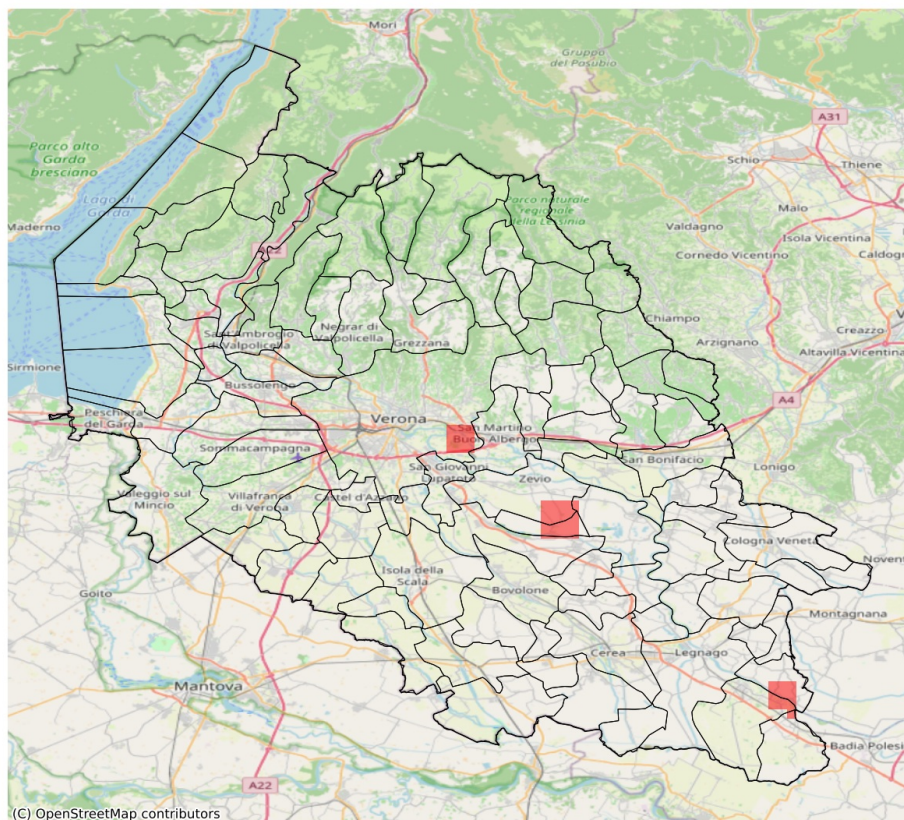 Mori
Gruppo
del Pasubio
A31
Schio
Thiene
Parco alto
Garda
bresciano
Lago di
Garda
Parco naturale
regionale
della Lessinia
Malo
Maderno
Valdagno
Isola Vicentina
Cornedo Vicentino
Caldogn
Chiampo
Sant'Ambrogio
di Valpolicella
Negrar di
Valpolicella
Grezzana
Arzignano
Creazzo
Altavilla Vicentina
Sirmione
Bussolengo
A4
Peschiera
del Garda
Verona
San Martino
Buon Albergo
Sommacampagna
San Bonifacio
Lonigo
San Giovanni
Lupatoto
Zevio
Valeggio sul
Mincio
Villafranca
di Verona
Castel d'Azzano
Cologna Veneta
Isola della
Scala
Noven
Goito
Bovolone
Montagnana
Cerea
Legnago
Mantova
Badia Polesi
A22
(C) OpenStreetMap contributors